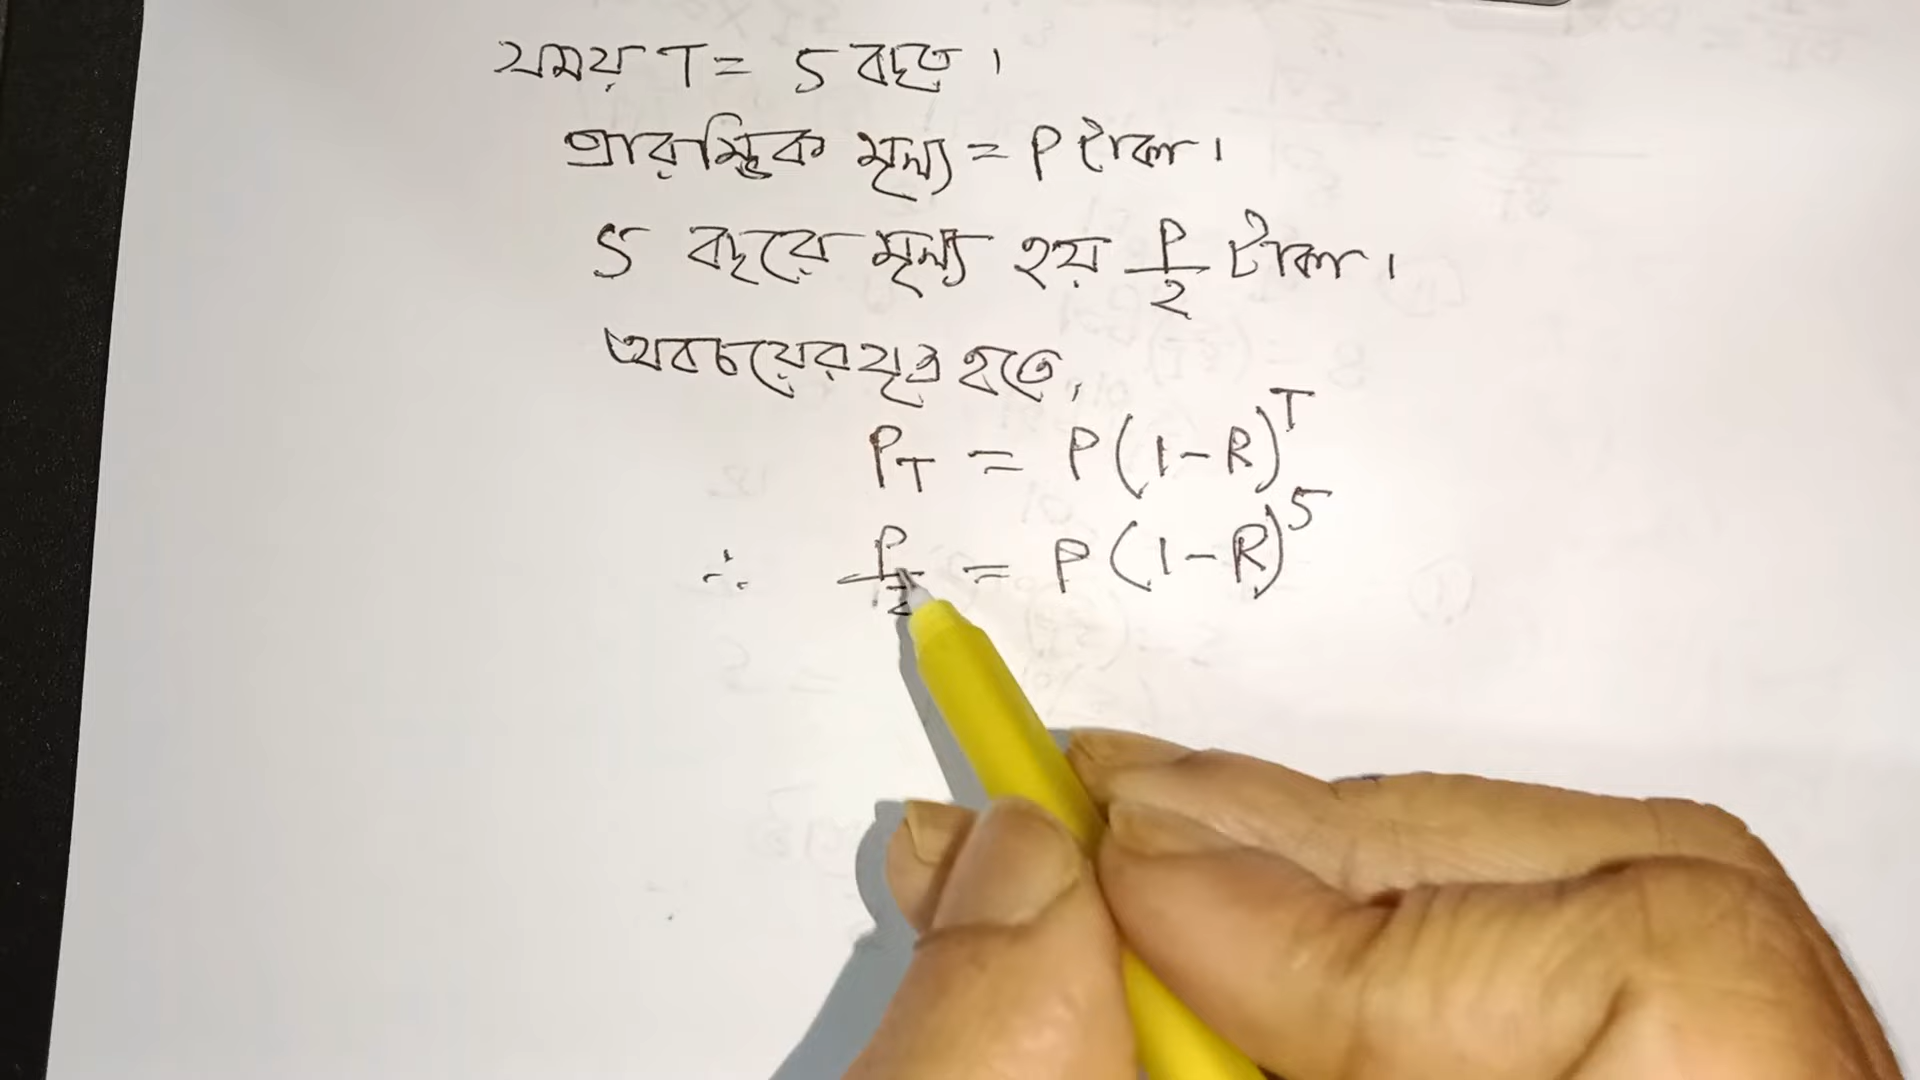 সময় T = 5 বছর।
প্রারম্ভিক মূল্য = P টাকা।
5 বছরে মূল্য হয় P/2 টাকা।
অবচয়ের সূত্র হতে,
P_T = P(1-R)^T
∴ P/2 = P(1-R)^5